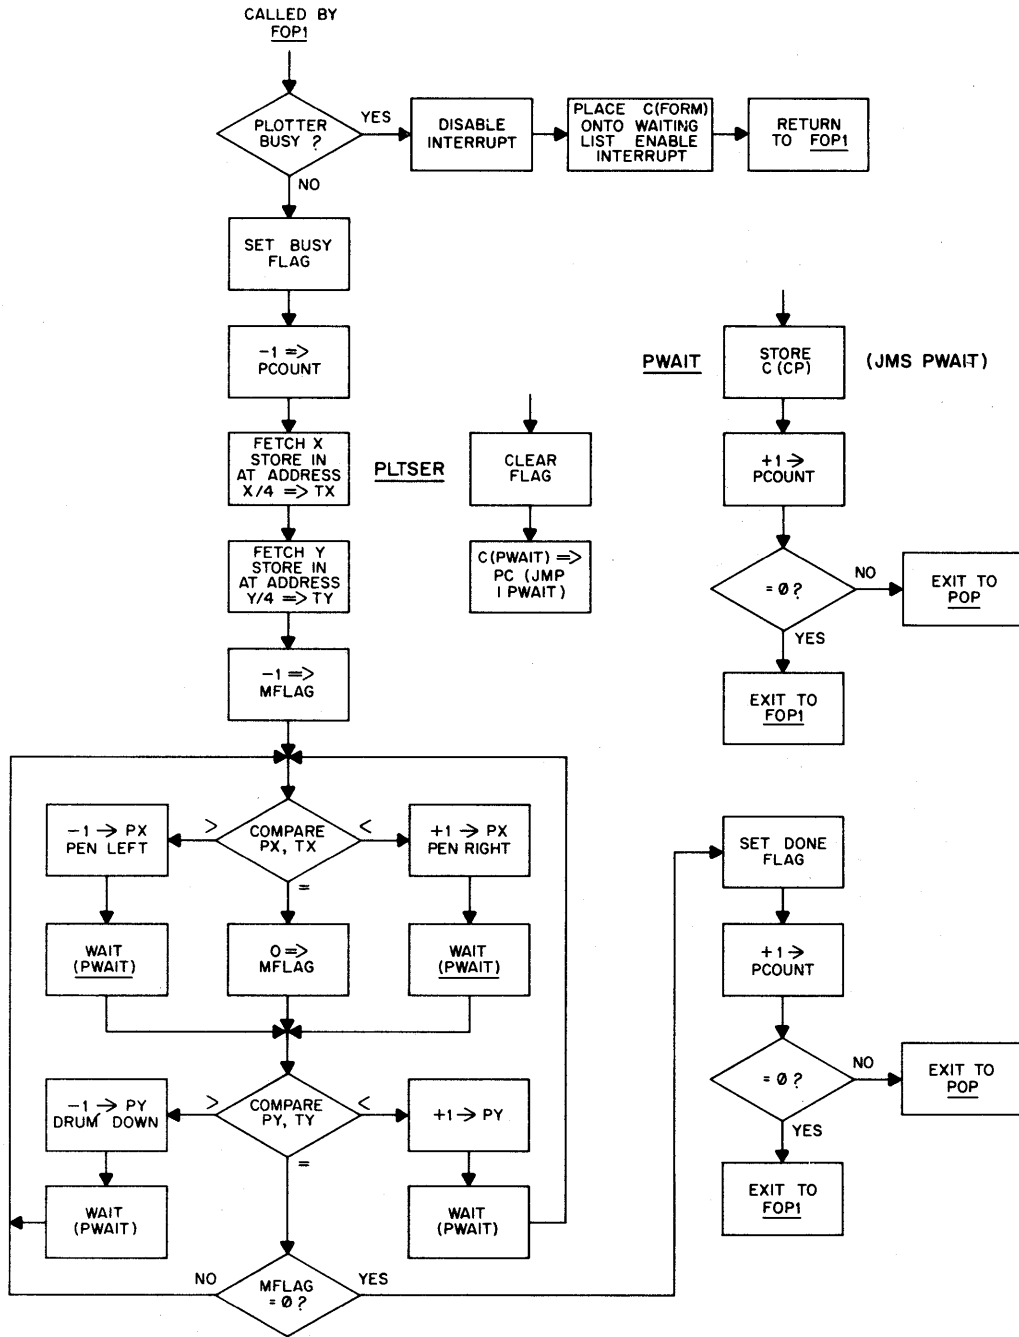 CALLED BY
FOP1
PLOTTER
BUSY ?
YES
DISABLE
INTERRUPT
PLACE C(FORM)
ONTO WAITING
LIST ENABLE
INTERRUPT
RETURN
TO FOP1
NO
SET BUSY
FLAG
-1 =>
PCOUNT
FETCH X
STORE IN
AT ADDRESS
X/4 => TX
FETCH Y
STORE IN
AT ADDRESS
Y/4 => TY
-1 =>
MFLAG
PLTSER
CLEAR
FLAG
C(PWAIT) =>
PC (JMP
I PWAIT)
PWAIT
STORE
C(CP)
(JMS PWAIT)
+1 →
PCOUNT
= Ø ?
NO
EXIT TO
POP
YES
EXIT TO
FOP1
-1 → PX
PEN LEFT
>
COMPARE
PX, TX
<
+1 → PX
PEN RIGHT
=
WAIT
(PWAIT)
O =>
MFLAG
WAIT
(PWAIT)
-1 → PY
DRUM DOWN
>
COMPARE
PY, TY
<
+1 → PY
=
WAIT
(PWAIT)
WAIT
(PWAIT)
NO
MFLAG
= Ø ?
YES
SET DONE
FLAG
+1 →
PCOUNT
= Ø ?
NO
EXIT TO
POP
YES
EXIT TO
FOP1